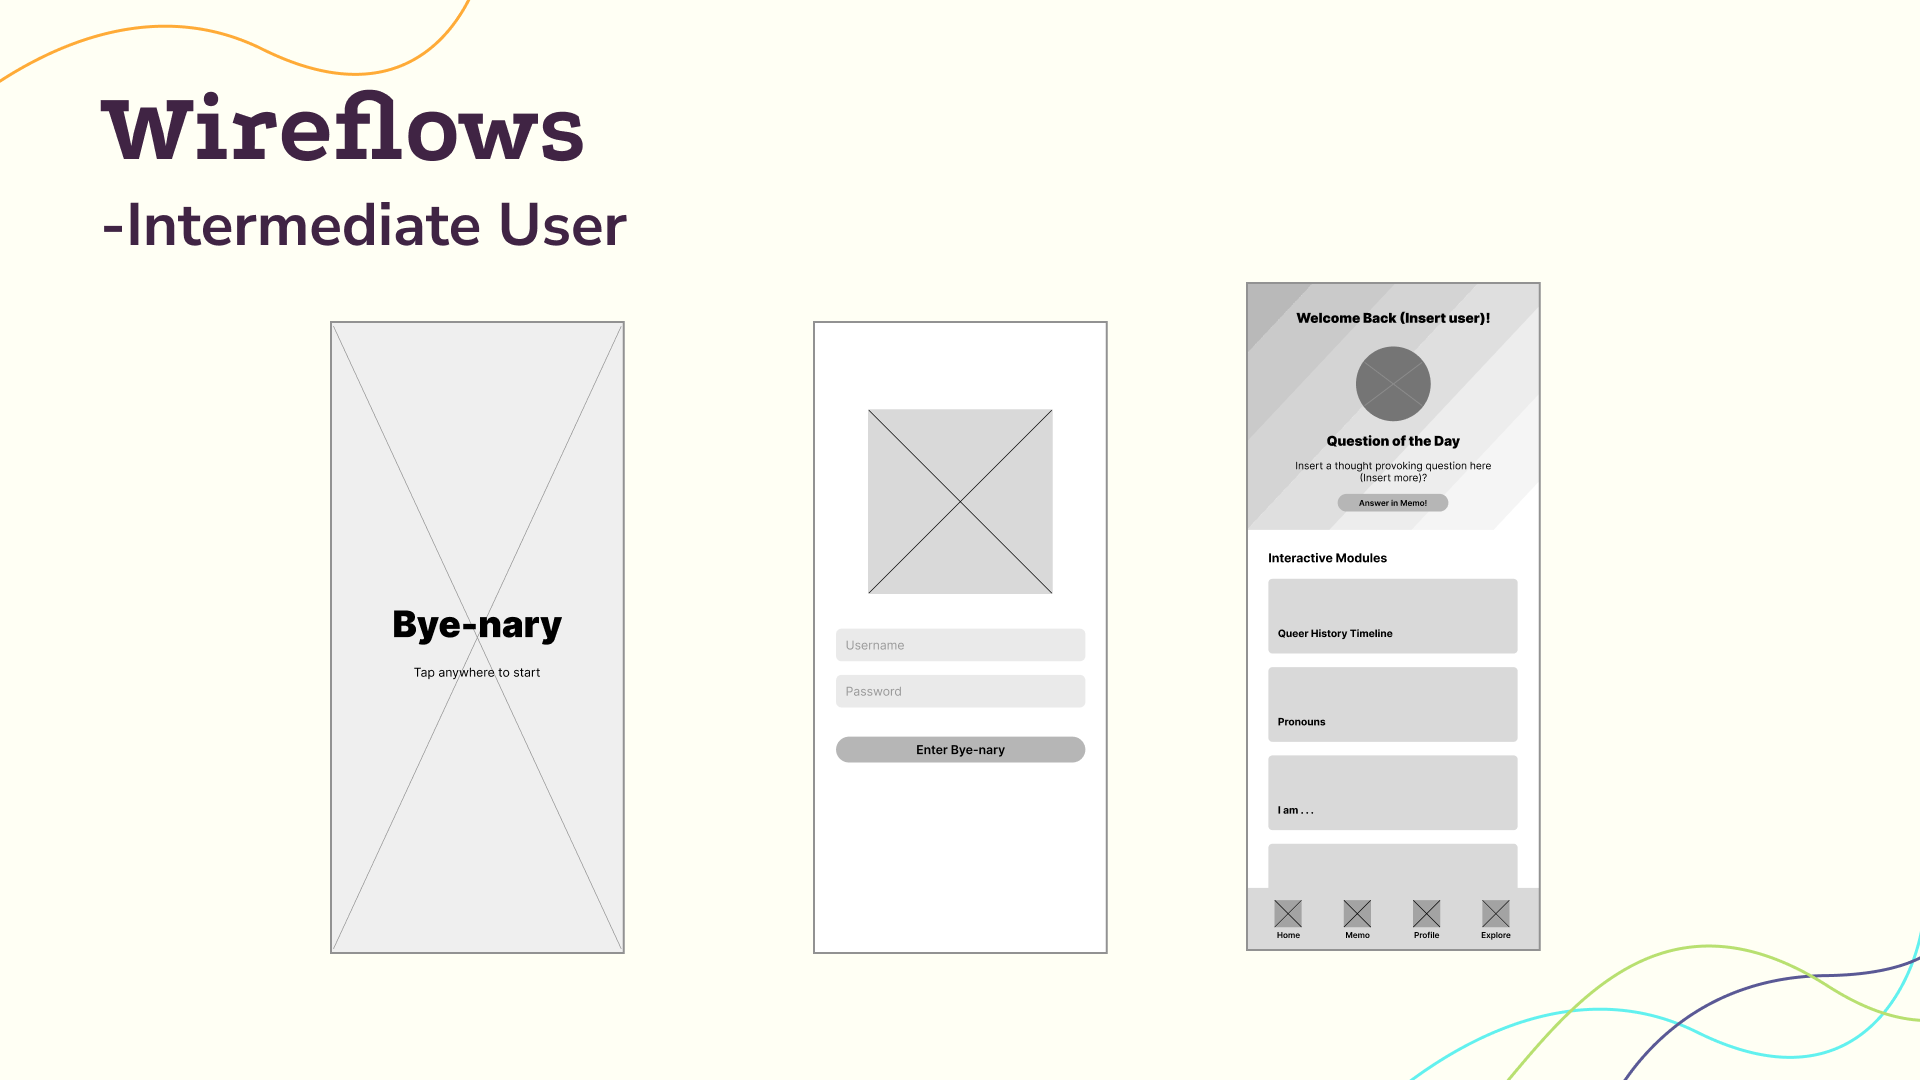 Wireflows
-Intermediate User
Bye-nary
Tap anywhere to start
Username
Password
Enter Bye-nary
Welcome Back (Insert user)!
Question of the Day
Insert a thought provoking question here
(Insert more)?
Answer in Memo!
Interactive Modules
Queer History Timeline
Pronouns
I am . . .
Home
Memo
Profile
Explore